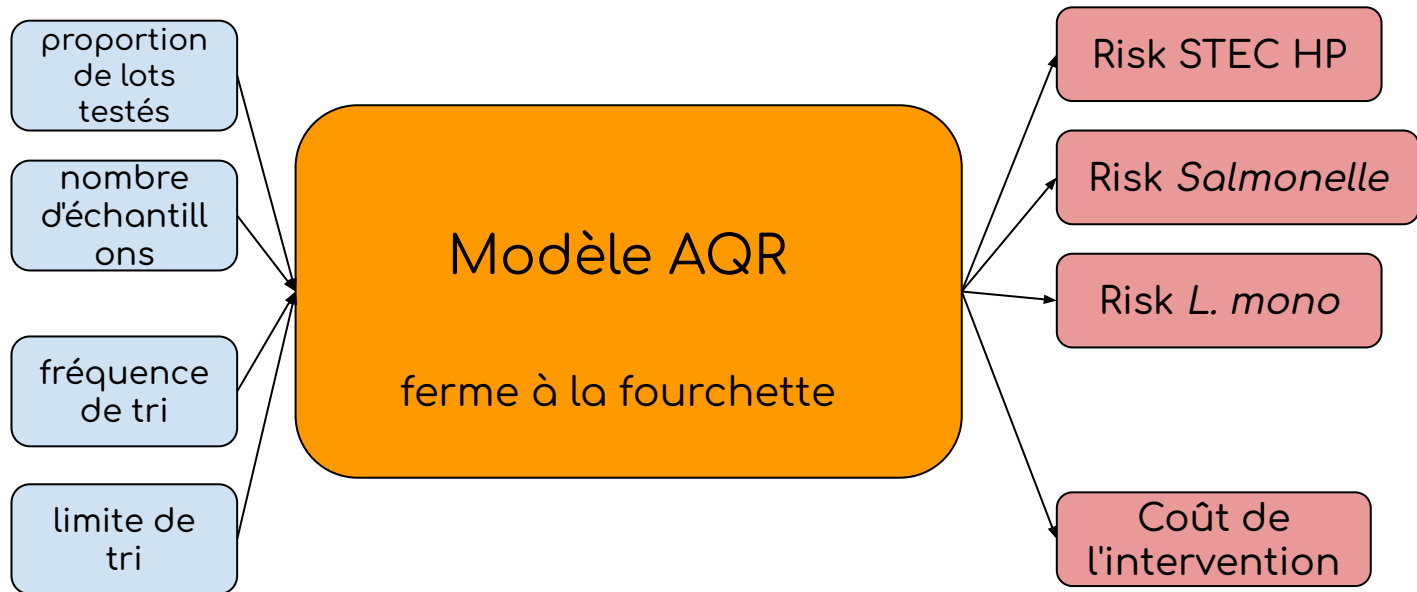 proportion
de lots
testés
nombre
d'échantill
ons
fréquence
de tri
limite de
tri
Modèle AQR
ferme à la fourchette
Risk STEC HP
Risk Salmonelle
Risk L. mono
Coût de
l'intervention